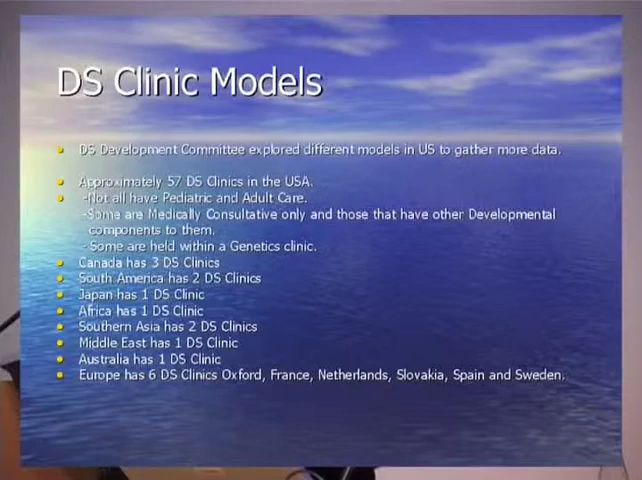 DS Clinic Models
DS Development Committee explored different models in US to gather more data.
Approximately 57 DS Clinics in the USA.
-Not all have Pediatric and Adult Care.
-Some are Medically Consultative only and those that have other Developmental
components to them.
- Some are held within a Genetics clinic.
Canada has 3 DS Clinics
South America has 2 DS Clinics
Japan has 1 DS Clinic
Africa has 1 DS Clinic
Southern Asia has 2 DS Clinics
Middle East has 1 DS Clinic
Australia has 1 DS Clinic
Europe has 6 DS Clinics Oxford, France, Netherlands, Slovakia, Spain and Sweden.